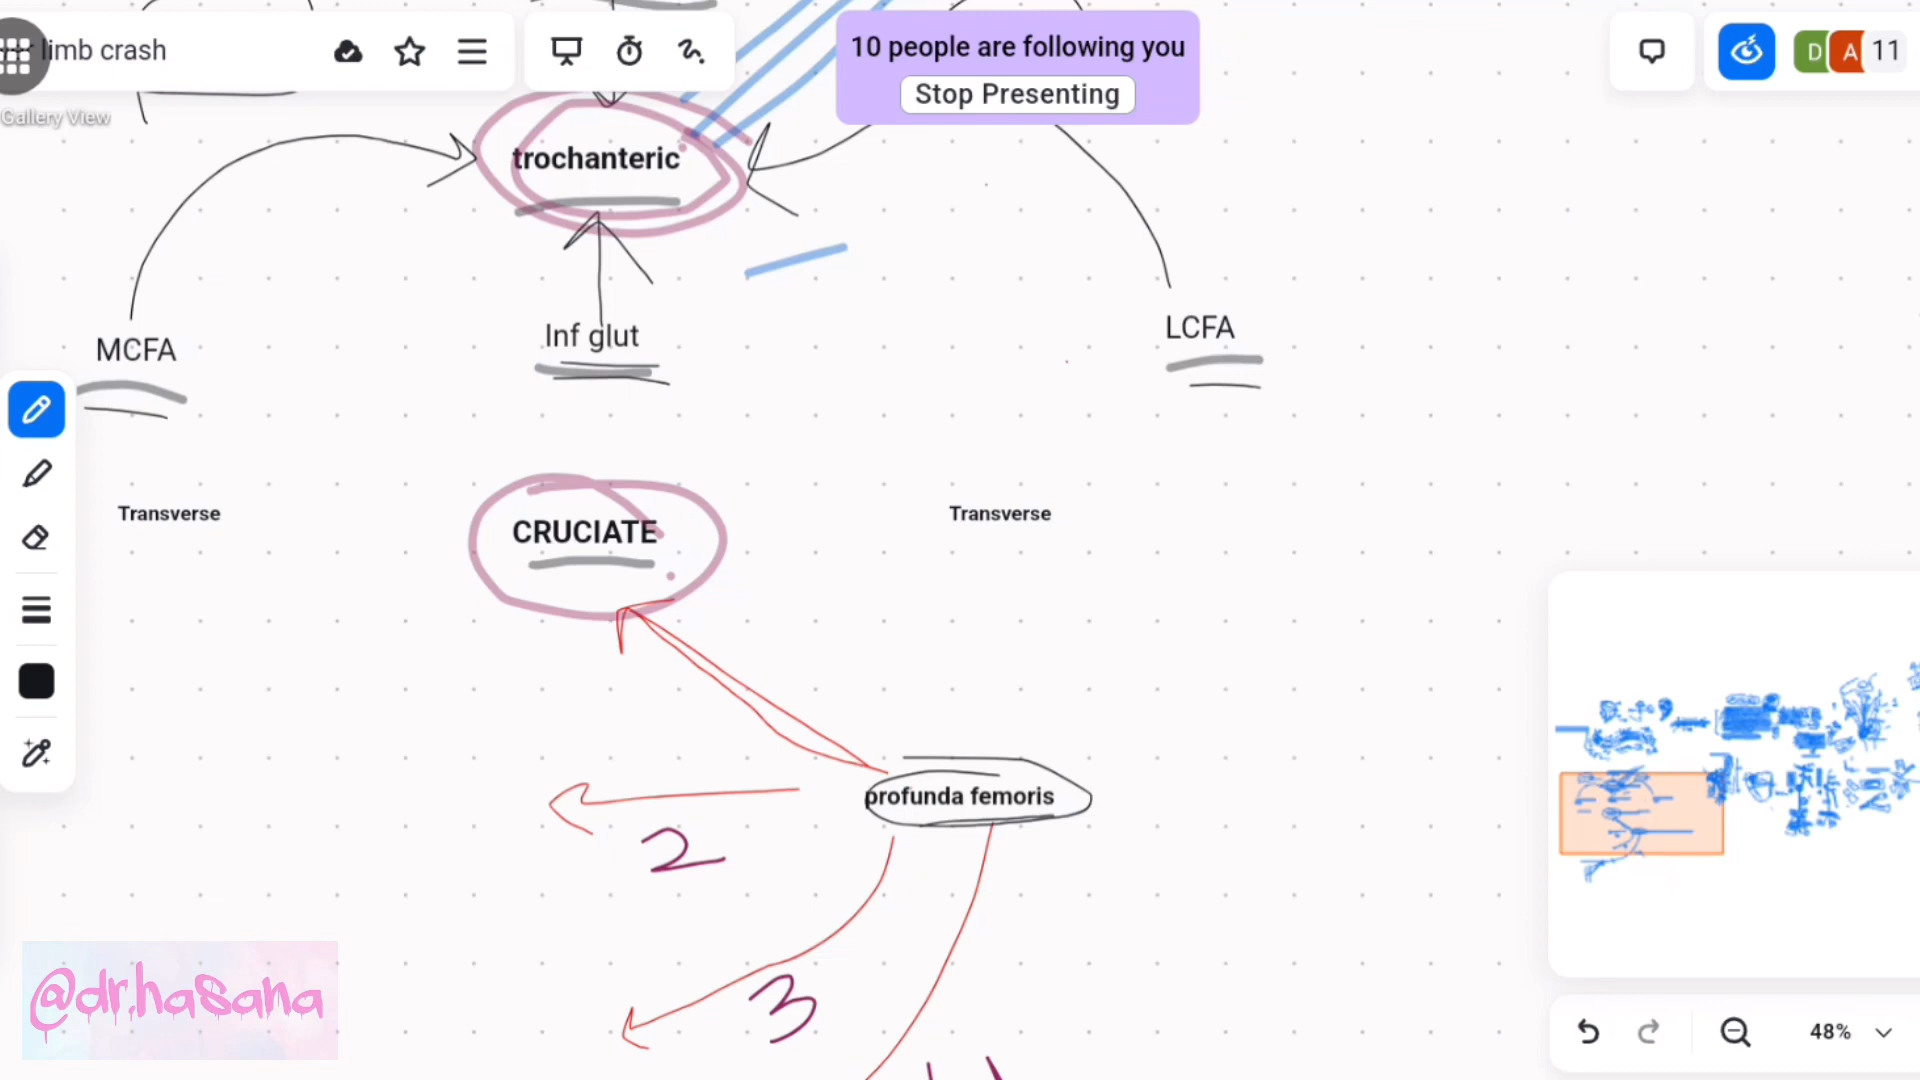 limb crash
10 people are following you
Stop Presenting
D A 11
Gallery View
trochanteric
Inf glut
MCFA
LCFA
Transverse
CRUCIATE
Transverse
profunda femoris
2
3
@dr.hasana
48%